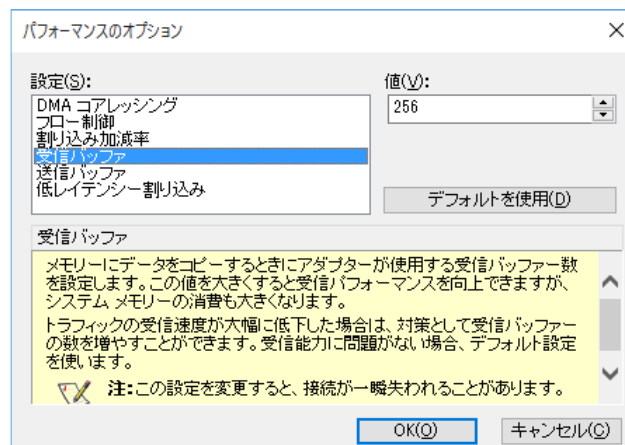 パフォーマンスのオプション
設定(S):
値(V):
DMA コアレッシング
フロー制御
割り込み加減率
受信バッファ
送信バッファ
低レイテンシー割り込み
256
デフォルトを使用(D)
受信バッファ
メモリーにデータをコピーするときにアダプターが使用する受信バッファー数
を設定します。この値を大きくすると受信パフォーマンスを向上できますが、
システム メモリーの消費も大きくなります。
トラフィックの受信速度が大幅に低下した場合は、対策として受信バッファー
の数を増やすことができます。受信能力に問題がない場合、デフォルト設定
を使います。
注:この設定を変更すると、接続が一瞬失われることがあります。
OK(O)
キャンセル(C)